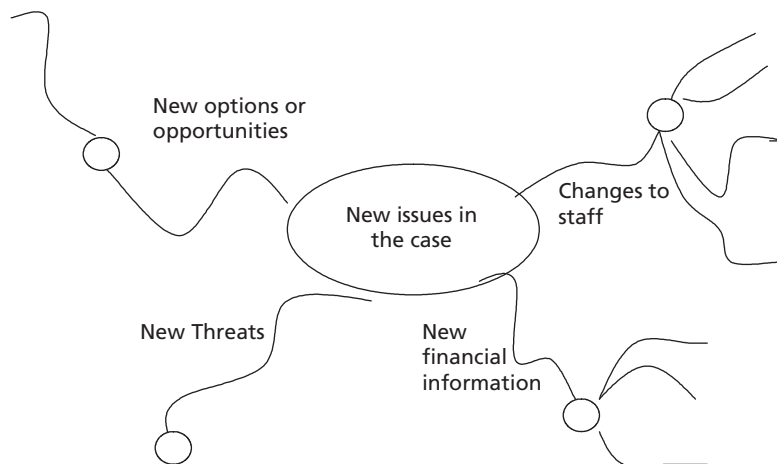 New options or
opportunities
New issues in
the case
Changes to
staff
New Threats
New
financial
information